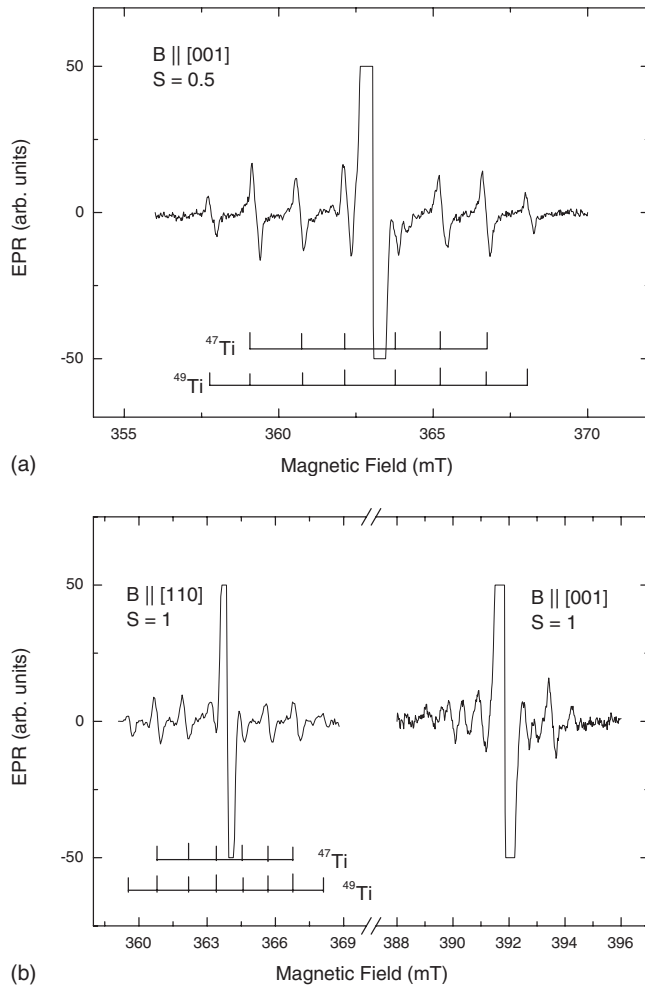 B || [001]
S = 0.5
50
0
-50
EPR (arb. units)
47Ti
49Ti
355 360 365 370
(a) Magnetic Field (mT)
B || [110]
S = 1
B || [001]
S = 1
50
0
-50
EPR (arb. units)
47Ti
49Ti
360 363 366 369 388 390 392 394 396
(b) Magnetic Field (mT)